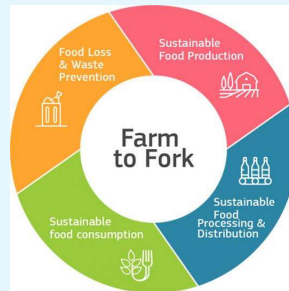 Farm
to Fork
Sustainable
Food Production
Sustainable
Food
Processing &
Distribution
Sustainable
food consumption
Food Loss
& Waste
Prevention